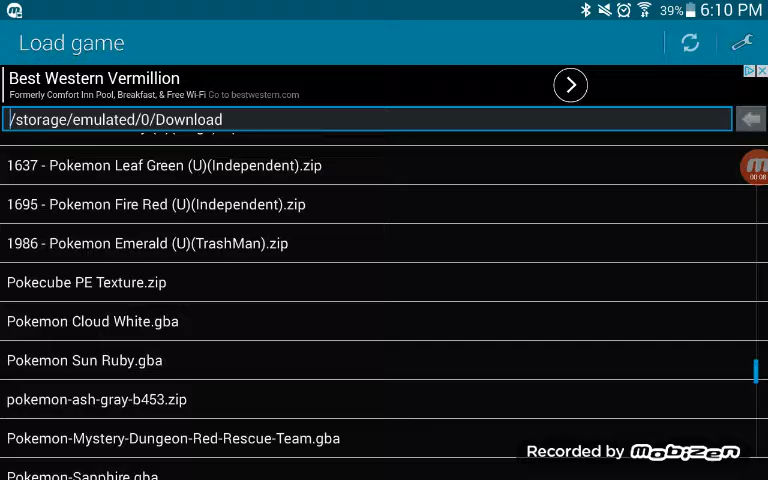 39% 6:10 PM
Load game
Best Western Vermillion
Formerly Comfort Inn Pool, Breakfast, & Free Wi-Fi Go to bestwestern.com
/storage/emulated/0/Download
1637 - Pokemon Leaf Green (U)(Independent).zip
00:08
1695 - Pokemon Fire Red (U)(Independent).zip
1986 - Pokemon Emerald (U)(TrashMan).zip
Pokecube PE Texture.zip
Pokemon Cloud White.gba
Pokemon Sun Ruby.gba
pokemon-ash-gray-b453.zip
Pokemon-Mystery-Dungeon-Red-Rescue-Team.gba
Recorded by mobizen
Pokemon-Sapphire.gba